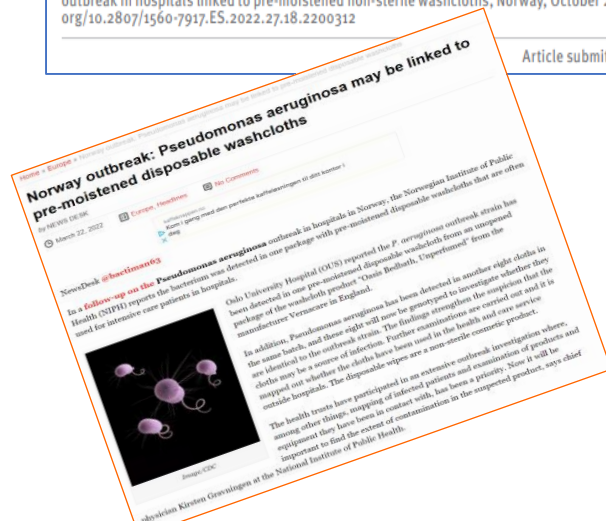 outbreak in hospitals linked to pre-moistened non-sterile washcloths, Norway, October 2
org/10.2807/1560-7917.ES.2022.27.18.2200312
Article submit
Home » Europe » Norway outbreak: Pseudomonas aeruginosa may be linked to pre-moistened disposable washcloths
Norway outbreak: Pseudomonas aeruginosa may be linked to
pre-moistened disposable washcloths
by NEWS DESK
March 22, 2022
Europe, Headlines
No Comments
Kom i gang med den perfekte kaffeløsningen til ditt kontor i
dag
NewsDesk @bactiman63
In a follow-up on the Pseudomonas aeruginosa outbreak in hospitals in Norway, the Norwegian Institute of Public
Health (NIPH) reports the bacterium was detected in one package with pre-moistened disposable washcloths that are often
used for intensive care patients in hospitals.
Oslo University Hospital (OUS) reported the P. aeruginosa outbreak strain has
been detected in one pre-moistened disposable washcloth from an unopened
package of the washcloth product "Oasis Bedbath, Unperfumed" from the
manufacturer Vernacare in England.
In addition, Pseudomonas aeruginosa has been detected in another eight cloths in
the same batch, and these eight will now be genotyped to investigate whether they
are identical to the outbreak strain. The findings strengthen the suspicion that the
cloths may be a source of infection. Further examinations are carried out and it is
mapped out whether the cloths have been used in the health and care service
outside hospitals. The disposable wipes are a non-sterile cosmetic product.
The health trusts have participated in an extensive outbreak investigation where,
among other things, mapping of infected patients and examination of products and
equipment they have been in contact with, has been a priority. Now it will be
important to find the extent of contamination in the suspected product, says chief
Image/CDC
physician Kirsten Gravningen at the National Institute of Public Health.